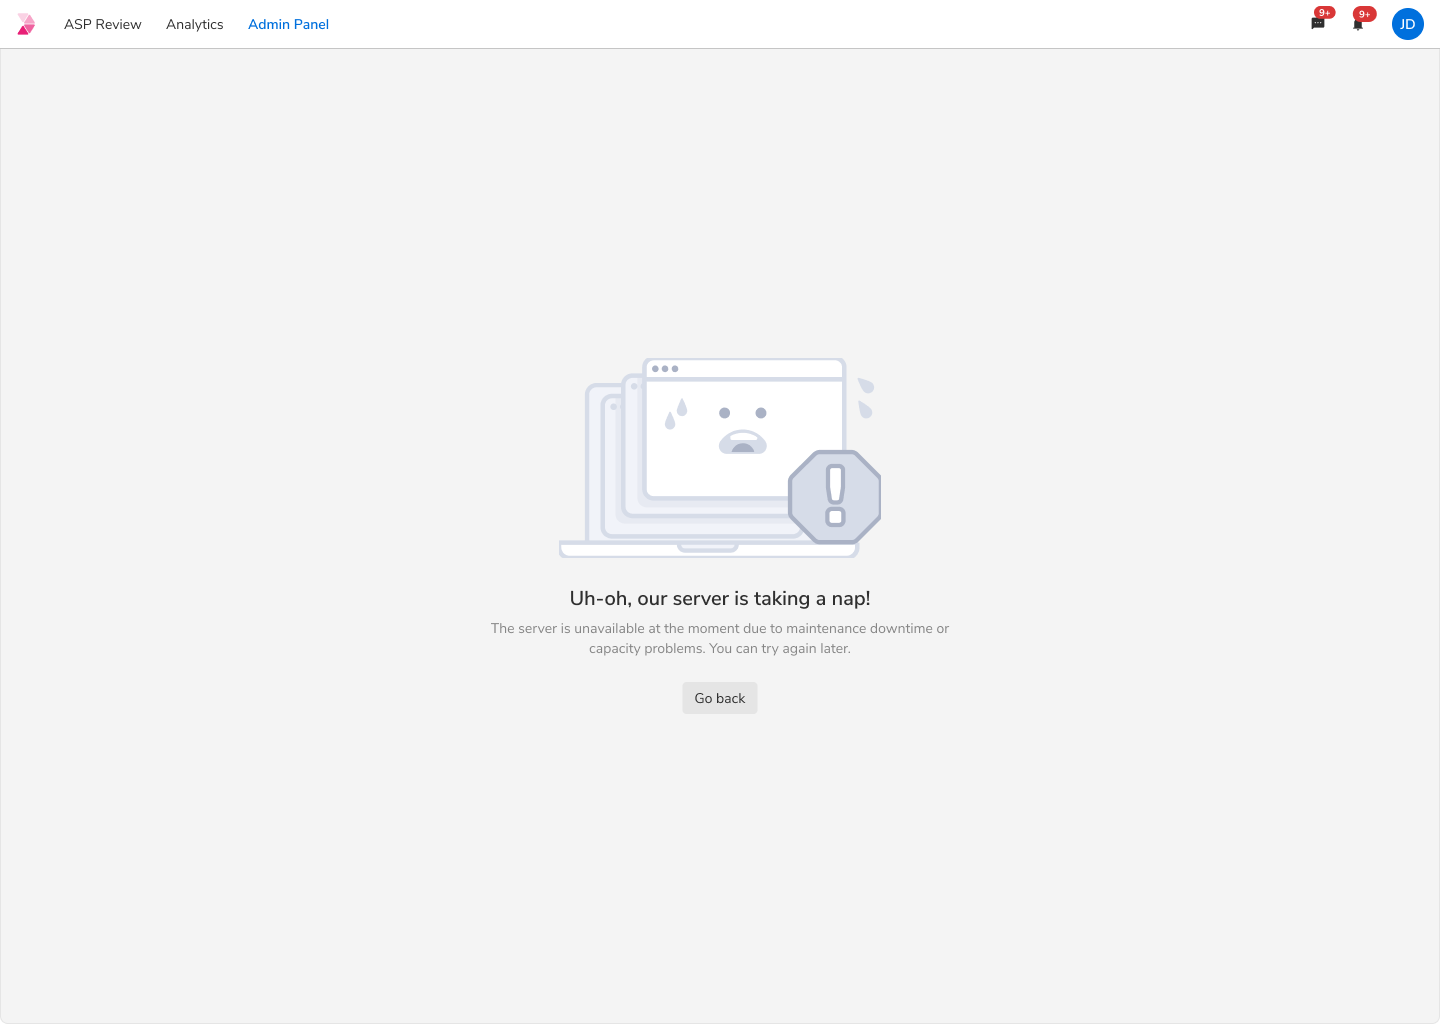 ASP Review Analytics Admin Panel 9+ 9+ JD
Uh-oh, our server is taking a nap!
The server is unavailable at the moment due to maintenance downtime or
capacity problems. You can try again later.
Go back